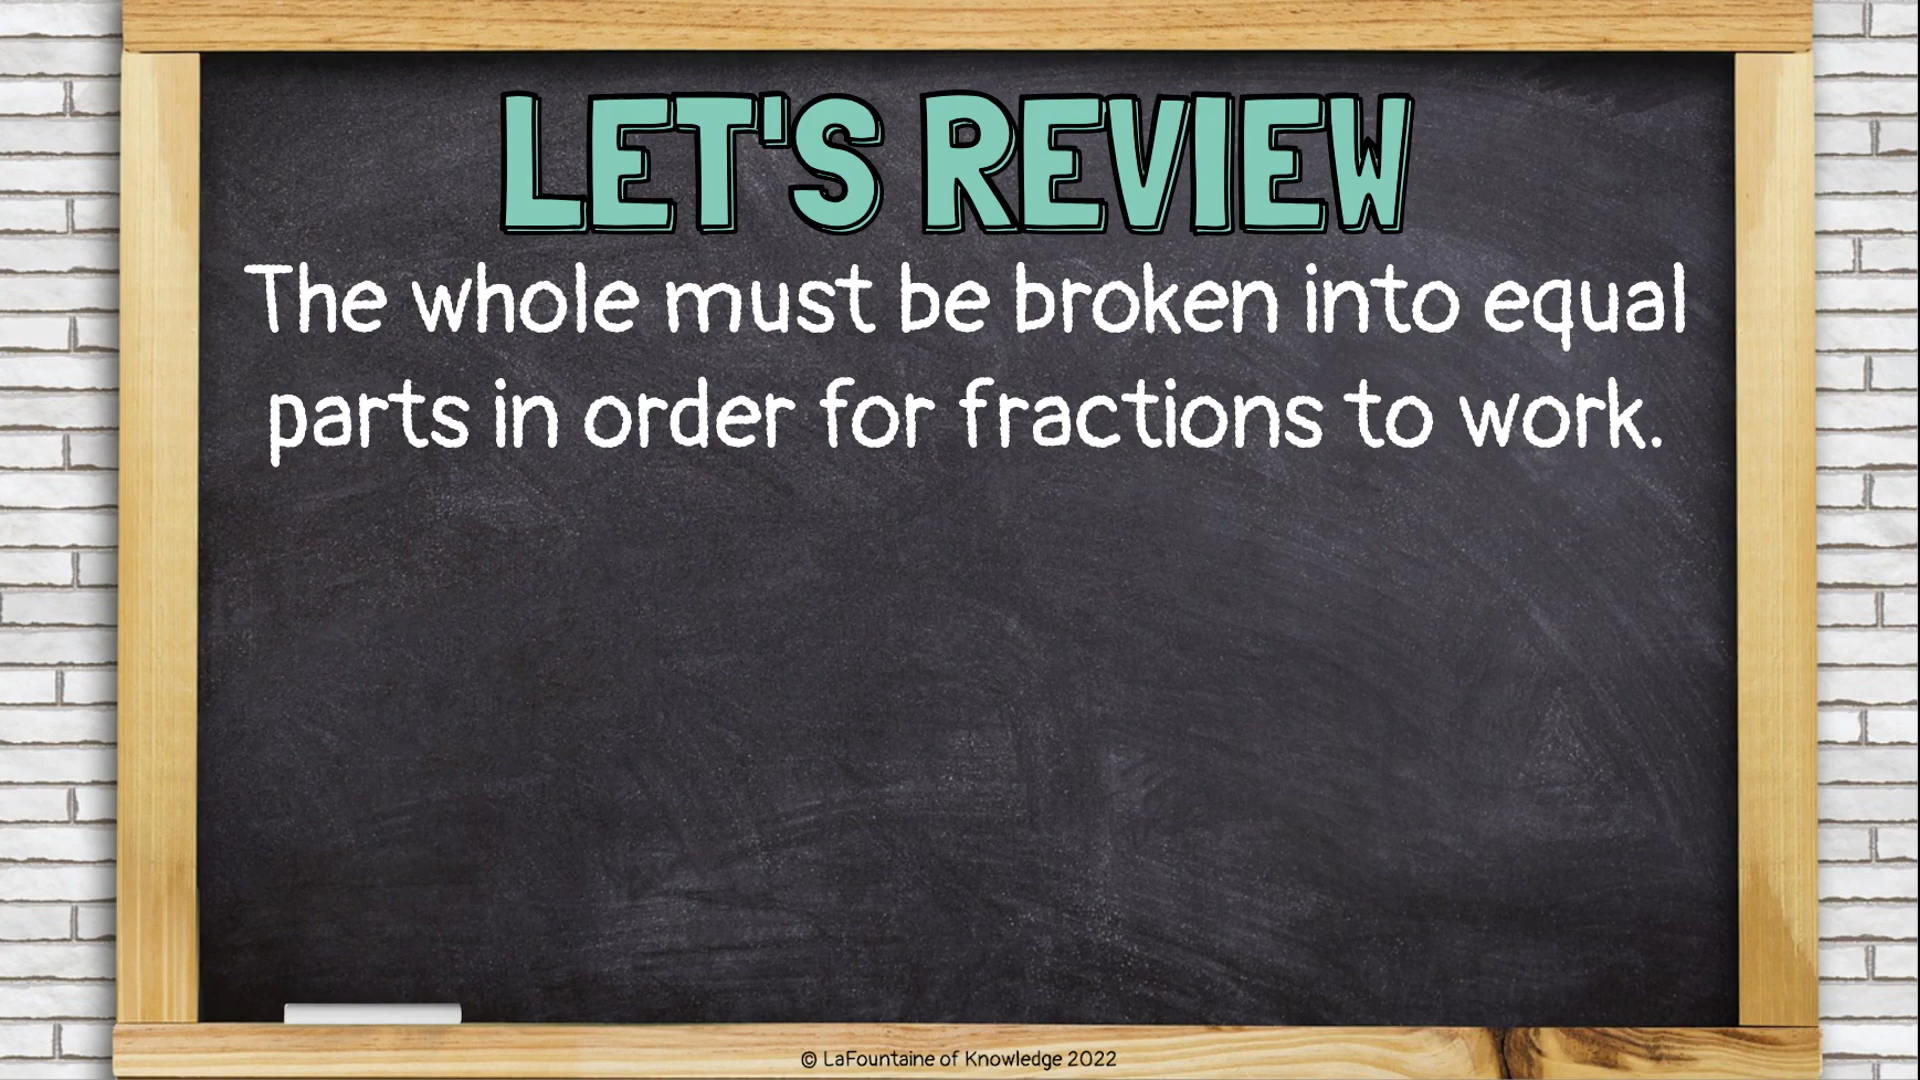 LET'S REVIEW
The whole must be broken into equal
parts in order for fractions to work.
© LaFountaine of Knowledge 2022